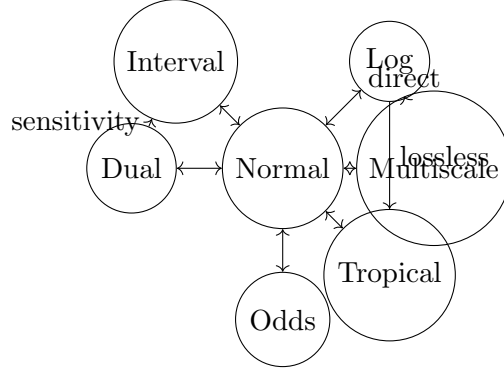 Interval
Log
direct
sensitivity
lossless
Dual
Normal
Multiscale
Tropical
Odds